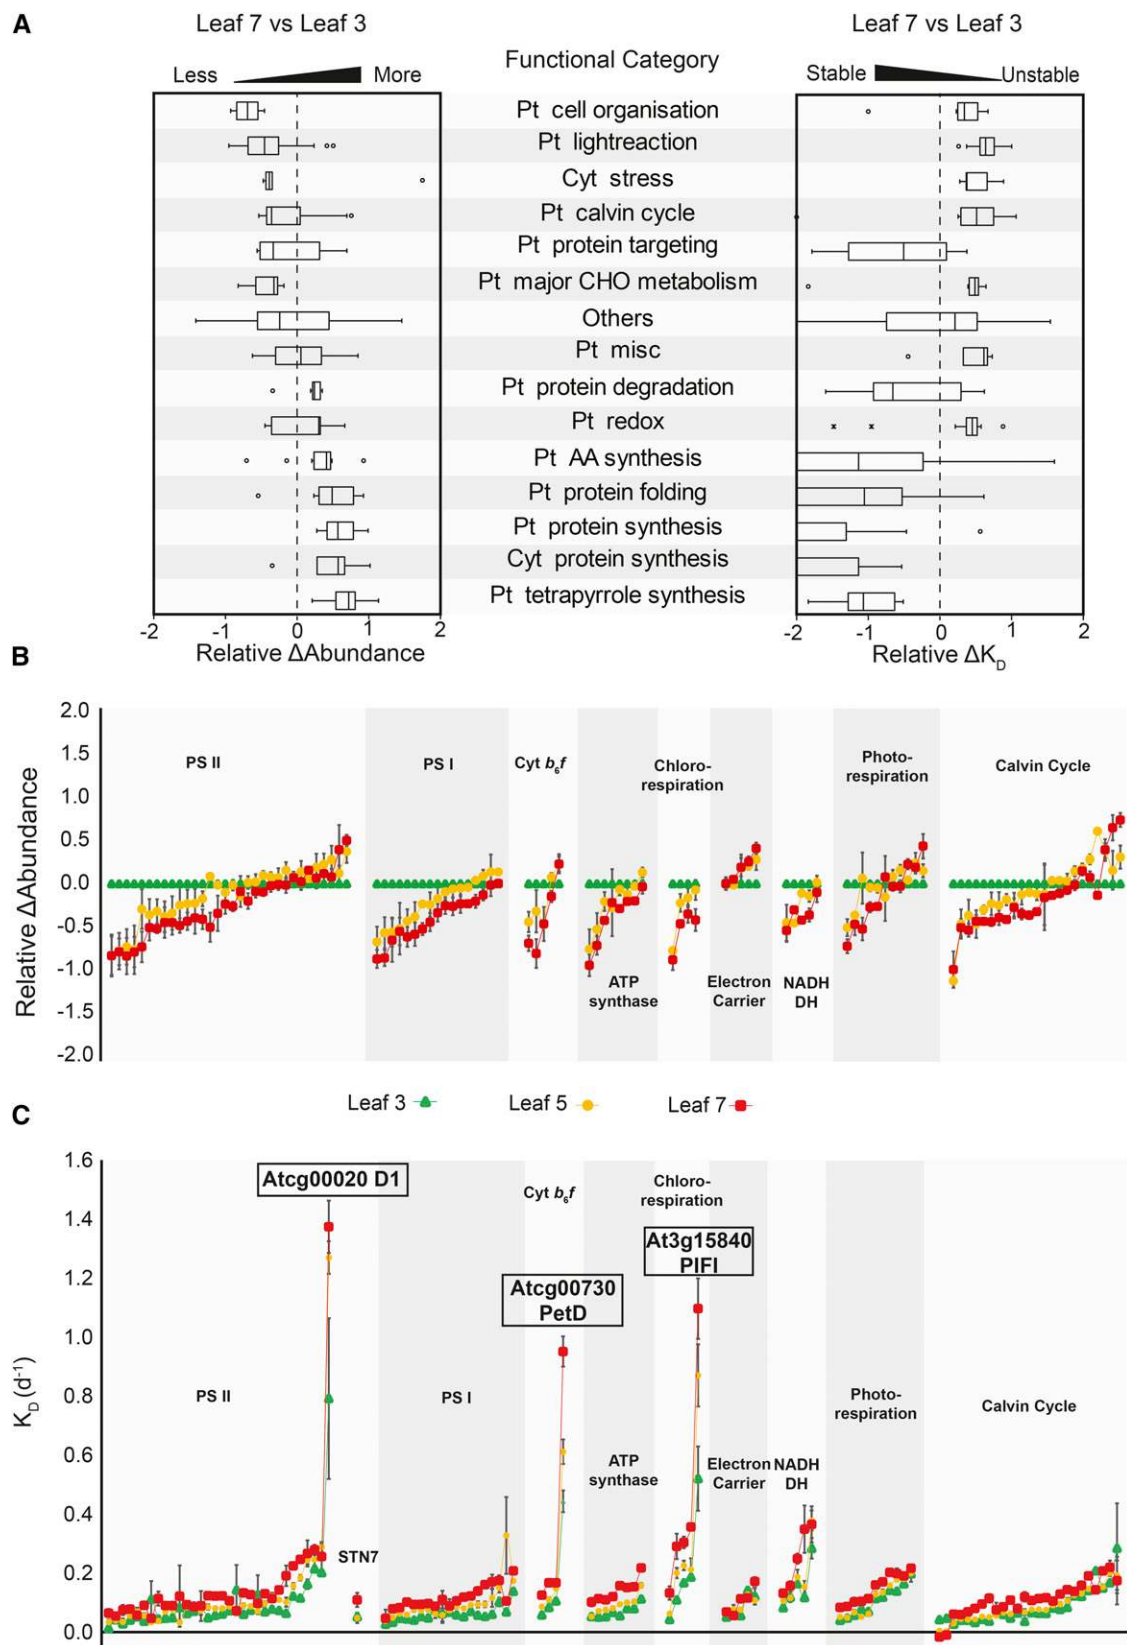 A
Leaf 7 vs Leaf 3
Leaf 7 vs Leaf 3
Less
More
Functional Category
Stable
Unstable
Pt cell organisation
Pt lightreaction
Cyt stress
Pt calvin cycle
Pt protein targeting
Pt major CHO metabolism
Others
Pt misc
Pt protein degradation
Pt redox
Pt AA synthesis
Pt protein folding
Pt protein synthesis
Cyt protein synthesis
Pt tetrapyrrole synthesis
-2 -1 0 1 2
-2 -1 0 1 2
Relative ΔAbundance
Relative ΔK_D
B
Relative ΔAbundance
2.0
1.5
1.0
0.5
0.0
-0.5
-1.0
-1.5
-2.0
PS II
PS I
Cyt b₆f
ATP
synthase
Chloro-
respiration
Electron
Carrier
NADH
DH
Photo-
respiration
Calvin Cycle
Leaf 3
Leaf 5
Leaf 7
C
K_D (d⁻¹)
1.6
1.4
1.2
1.0
0.8
0.6
0.4
0.2
0.0
Atcg00020 D1
PS II
STN7
PS I
Cyt b₆f
Atcg00730
PetD
ATP
synthase
Chloro-
respiration
At3g15840
PIFI
Electron
Carrier
NADH
DH
Photo-
respiration
Calvin Cycle